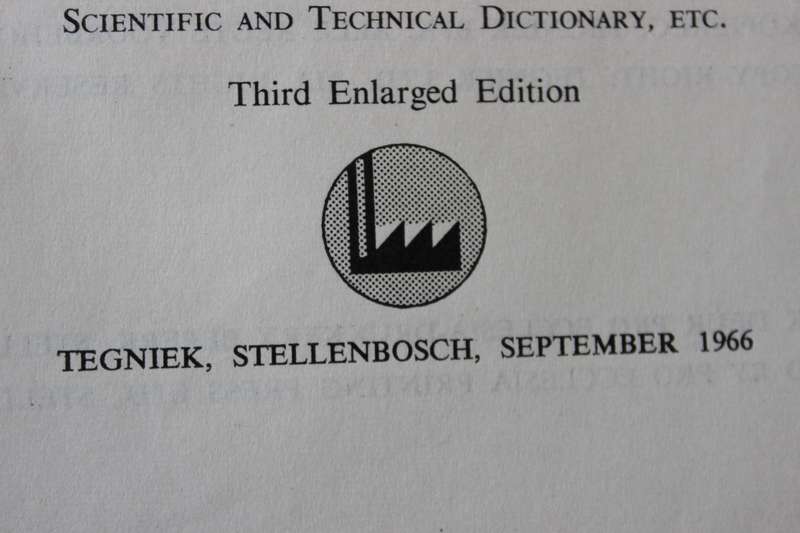 SCIENTIFIC AND TECHNICAL DICTIONARY, ETC.
Third Enlarged Edition
TEGNIEK, STELLENBOSCH, SEPTEMBER 1966